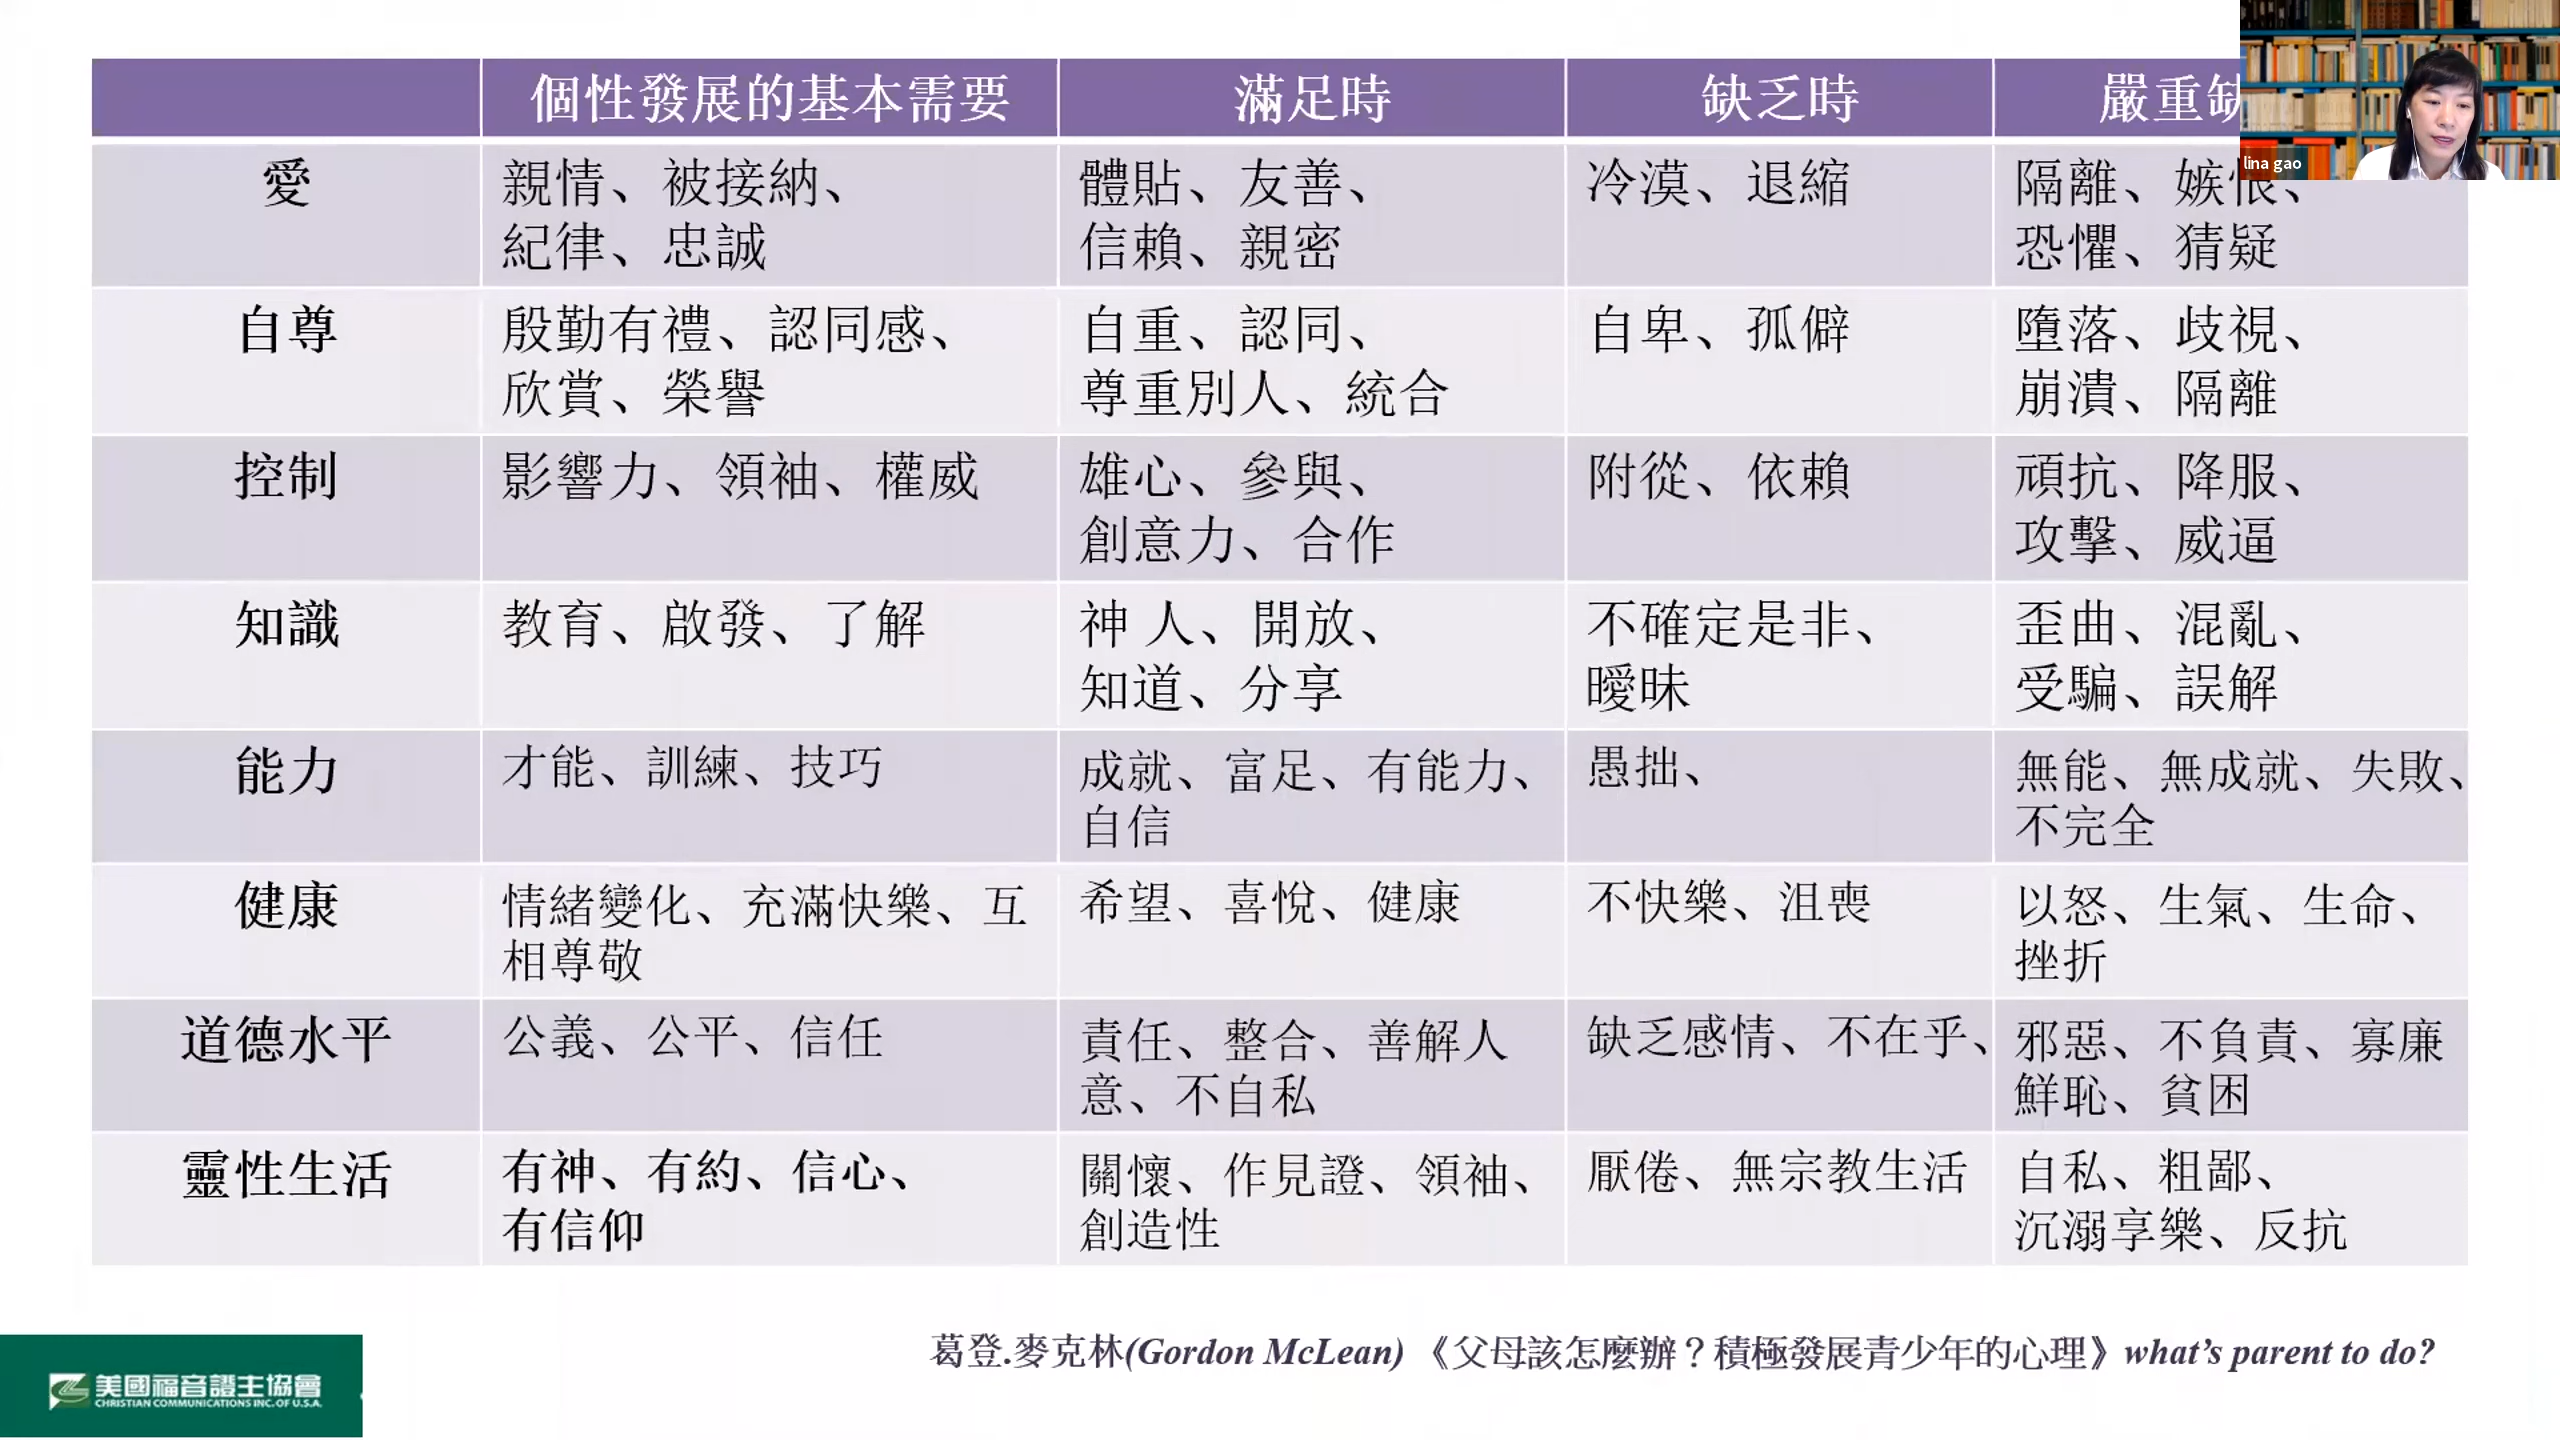 個性發展的基本需要 滿足時 缺乏時 嚴重缺
lina gao
愛 親情、被接納、 體貼、友善、 冷漠、退縮 隔離、嫉恨、
紀律、忠誠 信賴、親密 恐懼、猜疑
自尊 殷勤有禮、認同感、 自重、認同、 自卑、孤僻 墮落、歧視、
欣賞、榮譽 尊重別人、統合 崩潰、隔離
控制 影響力、領袖、權威 雄心、參與、 附從、依賴 頑抗、降服、
創意力、合作 攻擊、威逼
知識 教育、啟發、了解 神 人、開放、 不確定是非、 歪曲、混亂、
知道、分享 曖昧 受騙、誤解
能力 才能、訓練、技巧 成就、富足、有能力、 愚拙、 無能、無成就、失敗、
自信 不完全
健康 情緒變化、充滿快樂、互 希望、喜悅、健康 不快樂、沮喪 以怒、生氣、生命、
相尊敬 挫折
道德水平 公義、公平、信任 責任、整合、善解人 缺乏感情、不在乎、 邪惡、不負責、寡廉
意、不自私 鮮恥、貧困
靈性生活 有神、有約、信心、 關懷、作見證、領袖、 厭倦、無宗教生活 自私、粗鄙、
有信仰 創造性 沉溺享樂、反抗
葛登.麥克林(Gordon McLean)《父母該怎麼辦？積極發展青少年的心理》what's parent to do?
美國福音證主協會
CHRISTIAN COMMUNICATIONS INC. OF U.S.A.